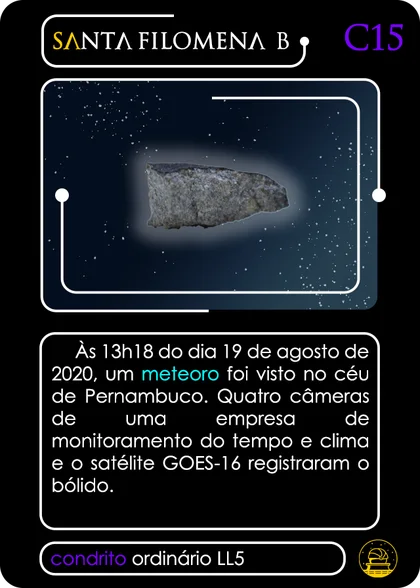 SANTA FILOMENA B
C15
Às 13h18 do dia 19 de agosto de
2020, um meteoro foi visto no céu
de Pernambuco. Quatro câmeras
de uma empresa de
monitoramento do tempo e clima
e o satélite GOES-16 registraram o
bólido.
condrito ordinário LL5